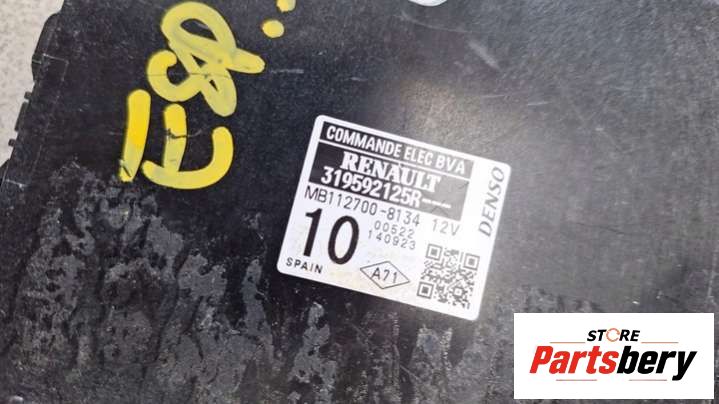 COMMANDE ELEC BVA
RENAULT
319592125R
MB112700-8134 12V
10
00522
140923
SPAIN
A71
DENSO
STORE
Partsbery